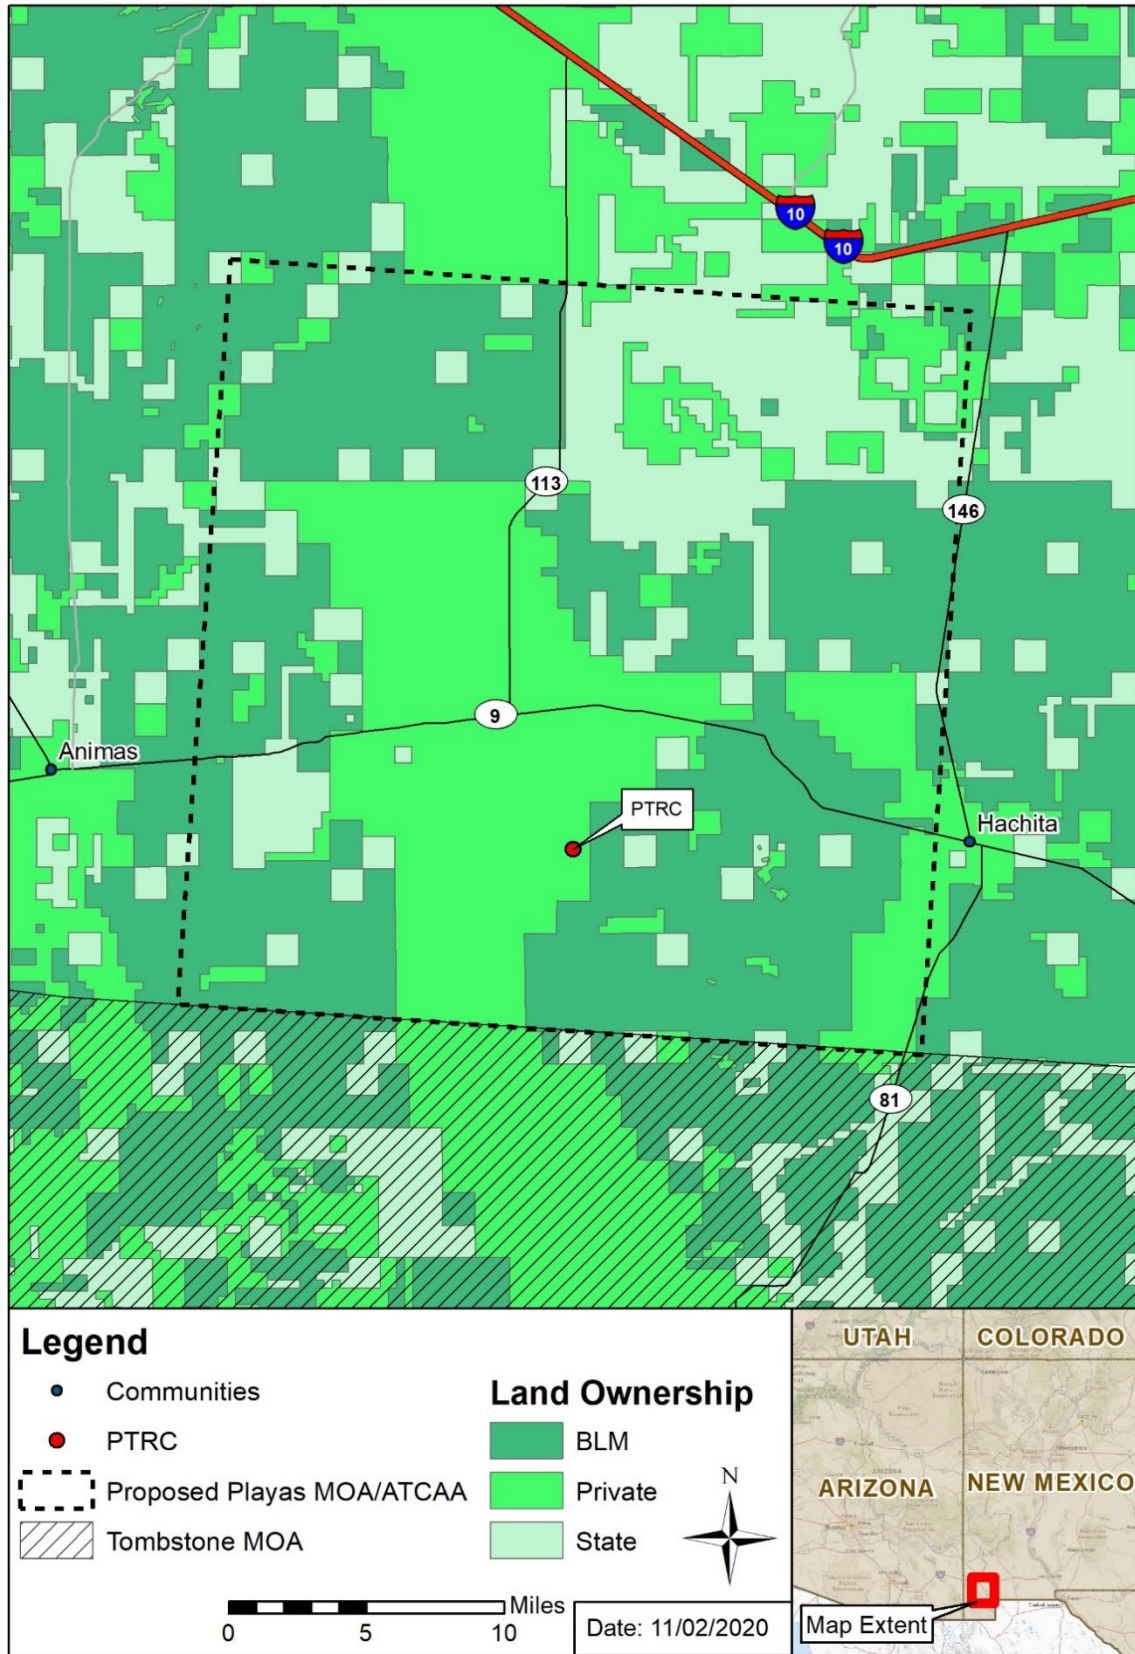 10
10
113
146
9
Animas
PTRC
Hachita
81
Legend
Communities
PTRC
Proposed Playas MOA/ATCAA
Tombstone MOA
Land Ownership
BLM
Private
State
N
Miles
0 5 10
Date: 11/02/2020
UTAH COLORADO
ARIZONA NEW MEXICO
Map Extent